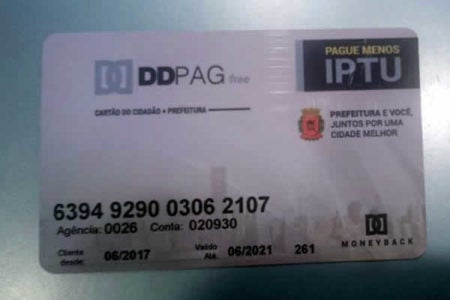 PAGUE MENOS
IPTU
DDPAG free
CARTÃO DO CIDADÃO • PREFEITURA
PREFEITURA E VOCÊ,
JUNTOS POR UMA
CIDADE MELHOR
6394 9290 0306 2107
Agência: 0026 Conta: 020930
Cliente desde: 06/2017 Valido Até. 06/2021 261
MONEYBACK